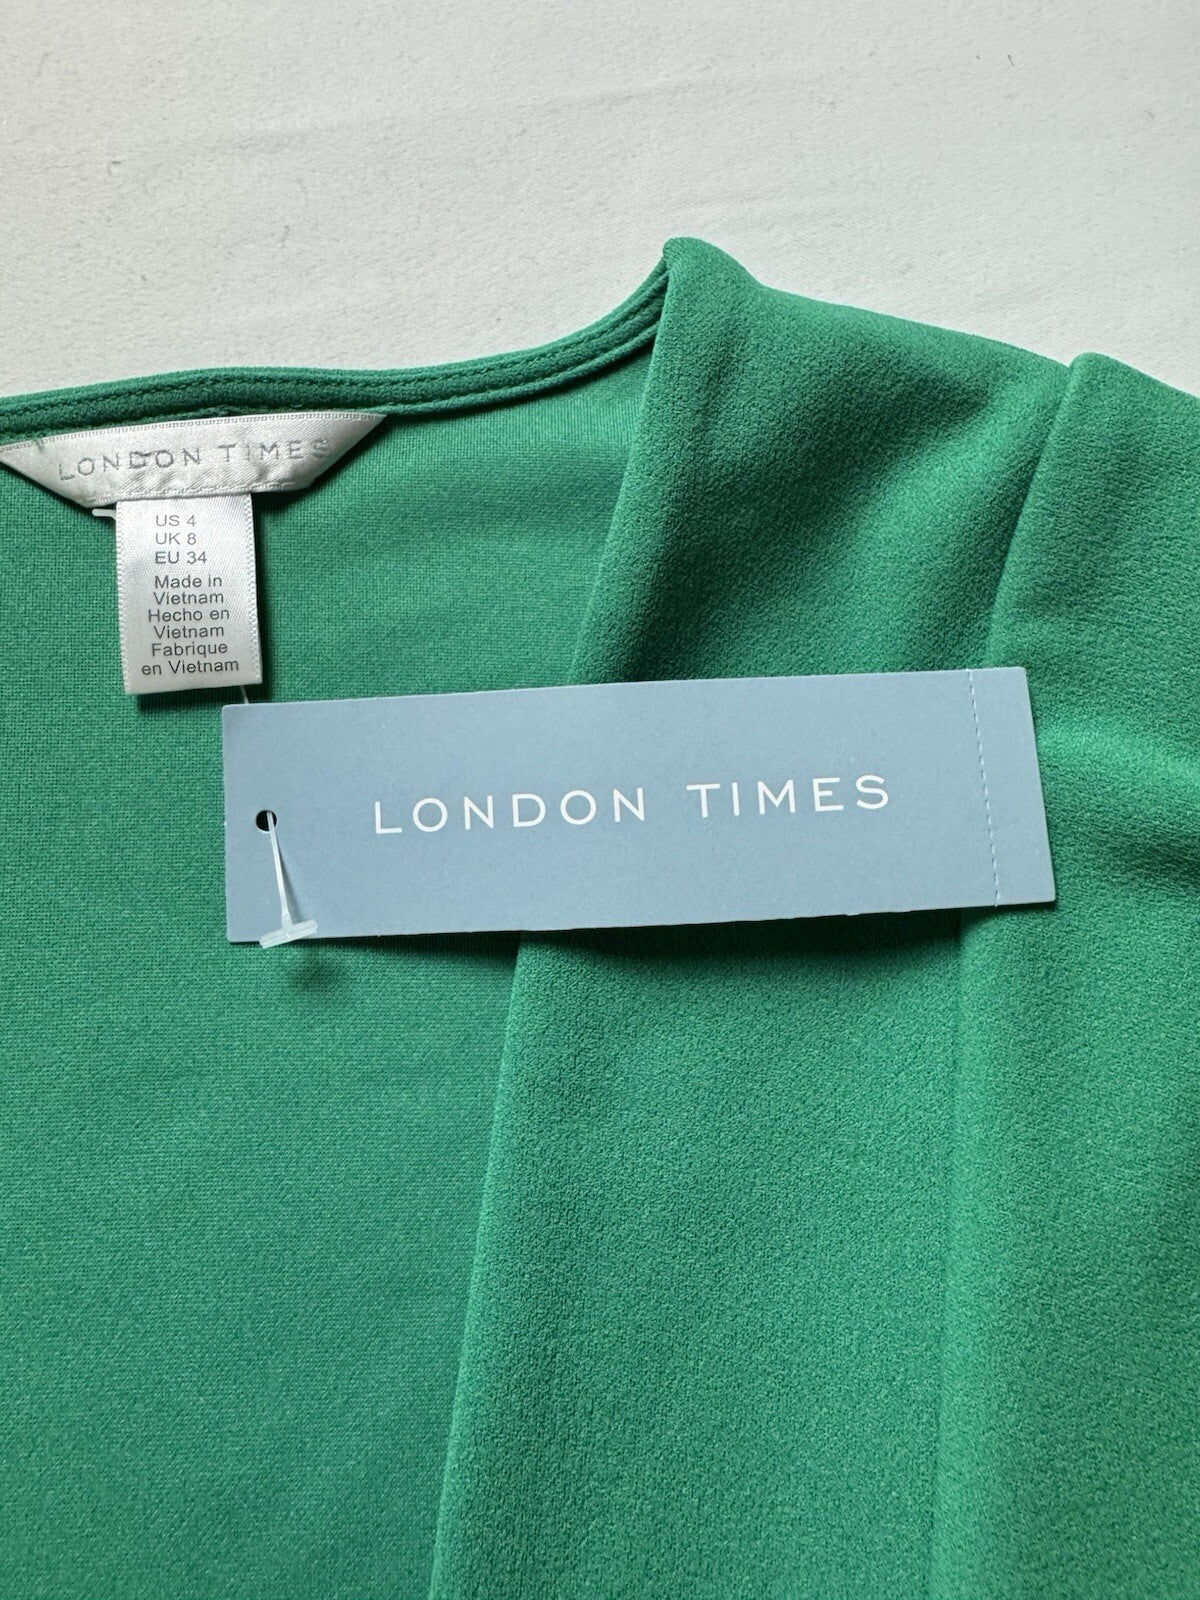 LONDON TIMES
US 4
UK 8
EU 34
Made in
Vietnam
Hecho en
Vietnam
Fabrique
en Vietnam
LONDON TIMES